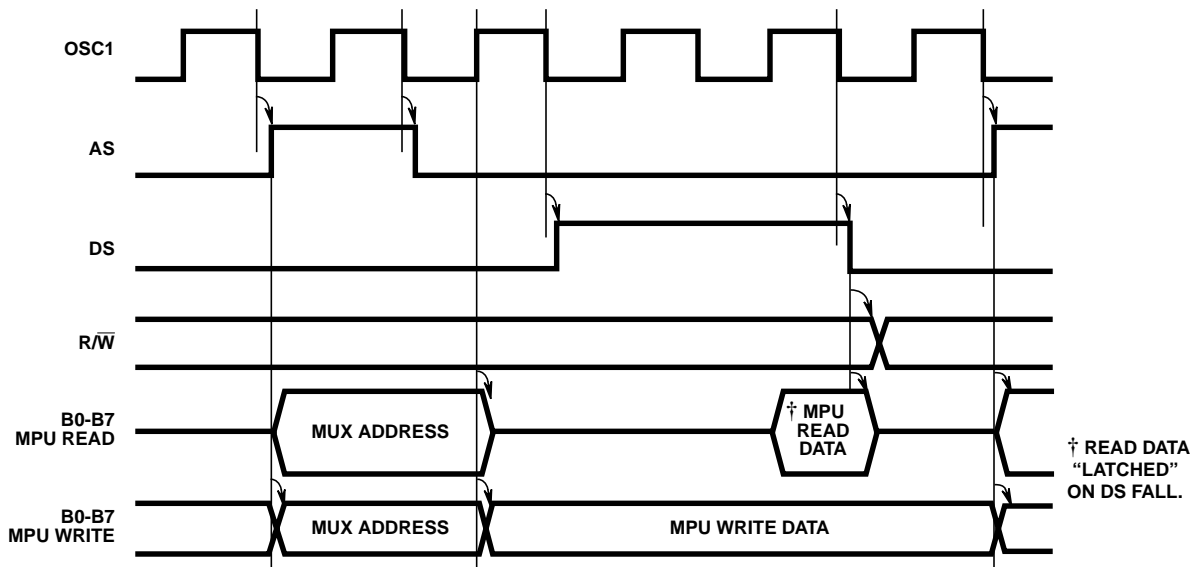 OSC1
AS
DS
R/W̅
B0-B7
MPU READ
MUX ADDRESS
† MPU
READ
DATA
† READ DATA
“LATCHED”
ON DS FALL.
B0-B7
MPU WRITE
MUX ADDRESS
MPU WRITE DATA